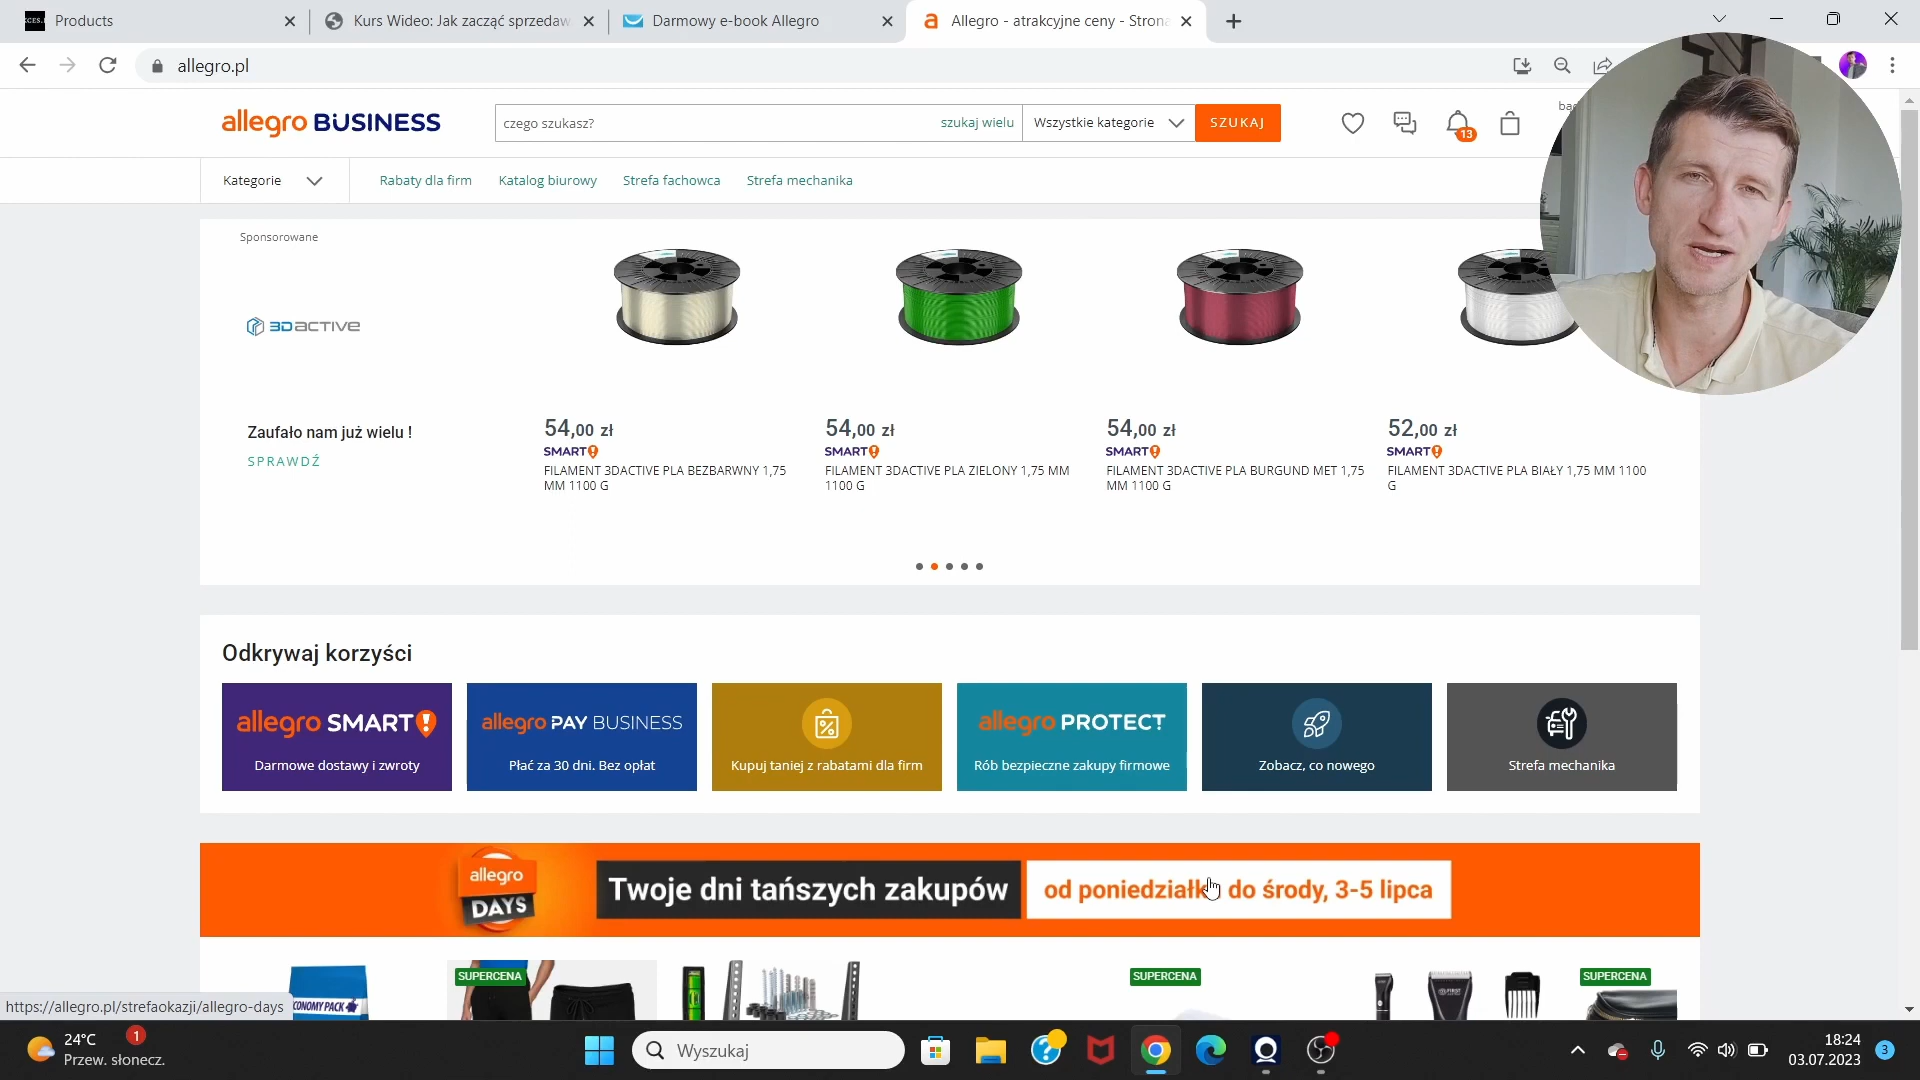 Products
Kurs Wideo: Jak zacząć sprzedaw
Darmowy e-book Allegro
Allegro - atrakcyjne ceny - Strona
allegro.pl
allegro BUSINESS
czego szukasz?
szukaj wielu
Wszystkie kategorie
SZUKAJ
13
Kategorie
Rabaty dla firm
Katalog biurowy
Strefa fachowca
Strefa mechanika
Sponsorowane
3DACTIVE
Zaufało nam już wielu !
SPRAWDŹ
54,00 zł
SMART!
FILAMENT 3DACTIVE PLA BEZBARWNY 1,75
MM 1100 G
54,00 zł
SMART!
FILAMENT 3DACTIVE PLA ZIELONY 1,75 MM
1100 G
54,00 zł
SMART!
FILAMENT 3DACTIVE PLA BURGUND MET 1,75
MM 1100 G
52,00 zł
SMART!
FILAMENT 3DACTIVE PLA BIAŁY 1,75 MM 1100
G
Odkrywaj korzyści
allegro SMART!
Darmowe dostawy i zwroty
allegro PAY BUSINESS
Płać za 30 dni. Bez opłat
Kupuj taniej z rabatami dla firm
allegro PROTECT
Rób bezpieczne zakupy firmowe
Zobacz, co nowego
Strefa mechanika
allegro
DAYS
Twoje dni tańszych zakupów
od poniedziałku do środy, 3-5 lipca
SUPERCENA
SUPERCENA
SUPERCENA
ECONOMY PACK
https://allegro.pl/strefaokazji/allegro-days
24°C
1
Przew. słonecz.
Wyszukaj
18:24
03.07.2023
3